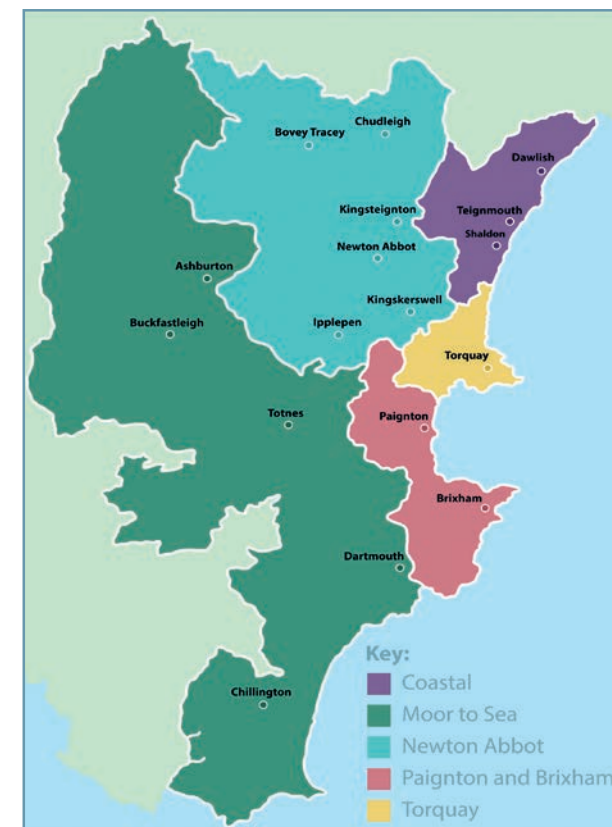 Chudleigh
Bovey Tracey
Dawlish
Kingsteignton
Teignmouth
Shaldon
Newton Abbot
Ashburton
Kingskerswell
Buckfastleigh
Ipplepen
Torquay
Totnes
Paignton
Brixham
Dartmouth
Chillington
Key:
Coastal
Moor to Sea
Newton Abbot
Paignton and Brixham
Torquay